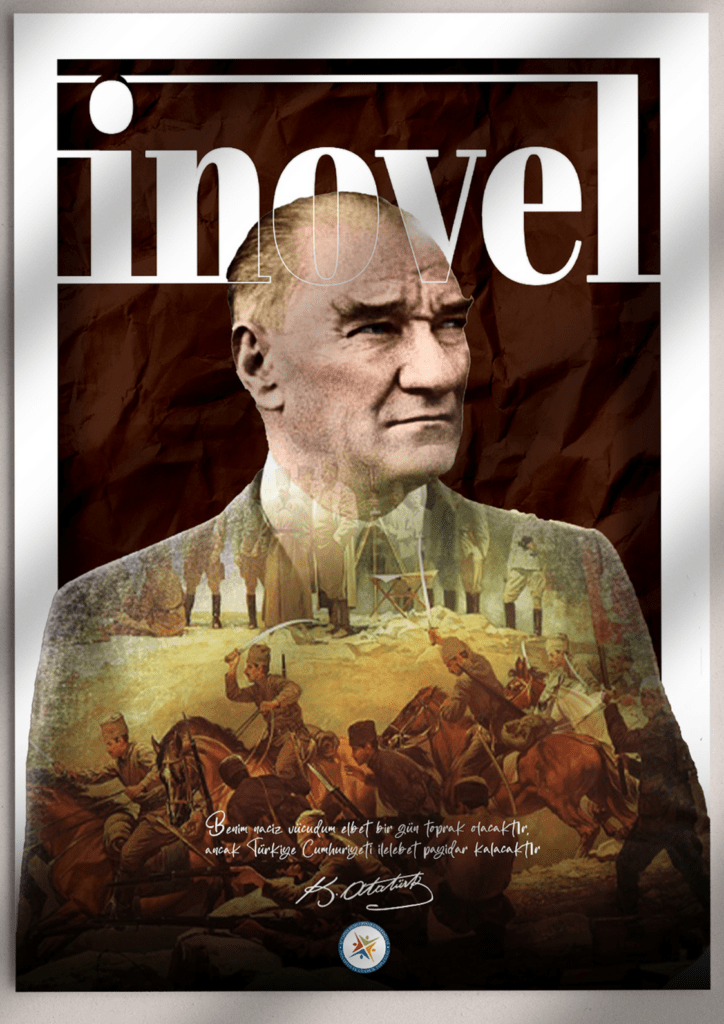 inovel
Benim naciz vücudum elbet bir gün toprak olacaktır,
ancak Türkiye Cumhuriyeti ilelebet payidar kalacaktır
K. Atatürk